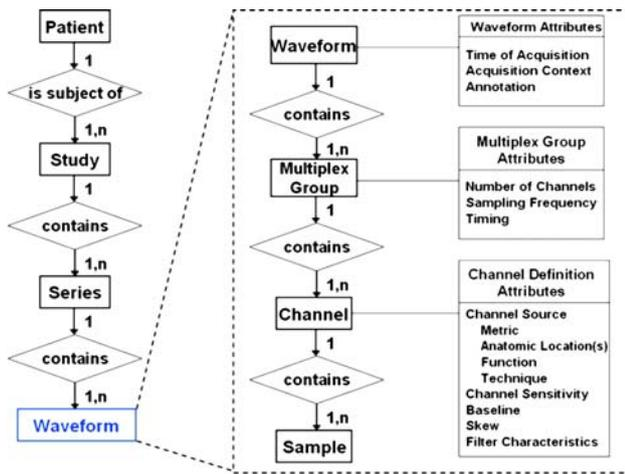 Patient
1
is subject of
1,n
Study
1
contains
1,n
Series
1
contains
1,n
Waveform
Waveform
1
contains
1,n
Multiplex
Group
1
contains
1,n
Channel
1
contains
1,n
Sample
Waveform Attributes
Time of Acquisition
Acquisition Context
Annotation
Multiplex Group
Attributes
Number of Channels
Sampling Frequency
Timing
Channel Definition
Attributes
Channel Source
Metric
Anatomic Location(s)
Function
Technique
Channel Sensitivity
Baseline
Skew
Filter Characteristics